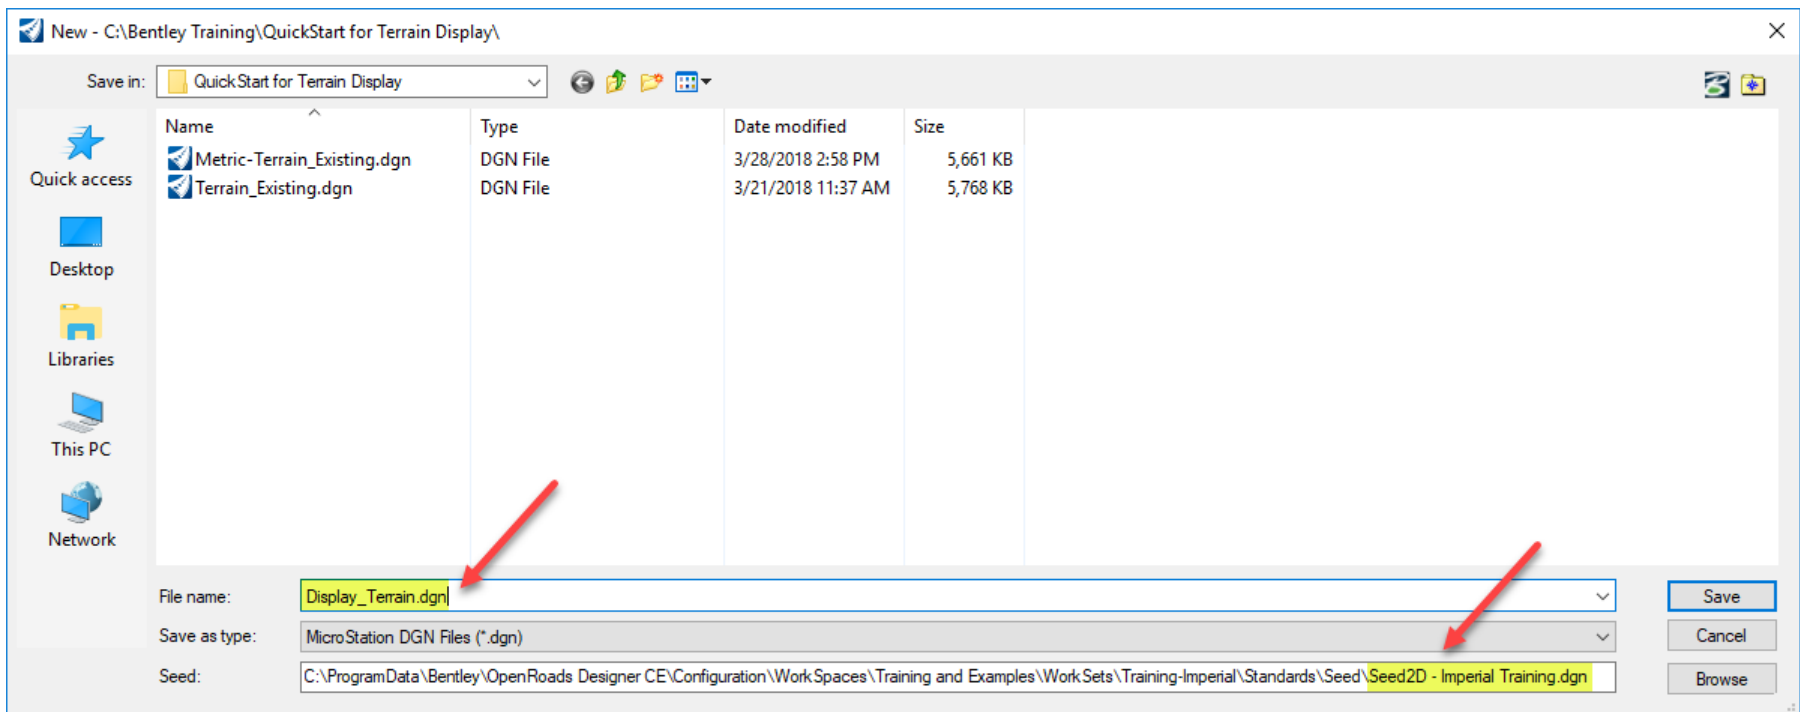 New - C:\Bentley Training\QuickStart for Terrain Display\
Save in: QuickStart for Terrain Display
Name Type Date modified Size
Metric-Terrain_Existing.dgn DGN File 3/28/2018 2:58 PM 5,661 KB
Terrain_Existing.dgn DGN File 3/21/2018 11:37 AM 5,768 KB
Quick access
Desktop
Libraries
This PC
Network
File name: Display_Terrain.dgn Save
Save as type: MicroStation DGN Files (*.dgn) Cancel
Seed: C:\ProgramData\Bentley\OpenRoads Designer CE\Configuration\WorkSpaces\Training and Examples\WorkSets\Training-Imperial\Standards\Seed\Seed2D - Imperial Training.dgn Browse